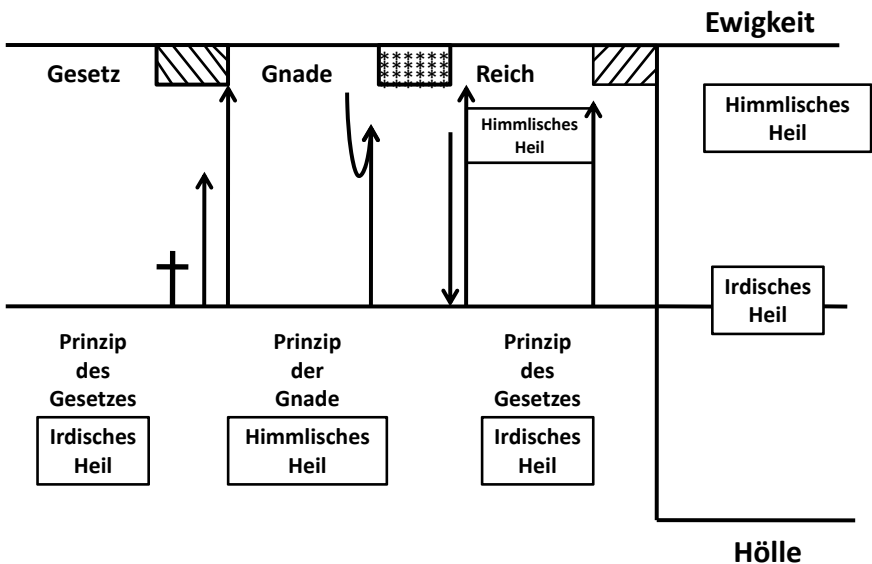 Ewigkeit
Gesetz
Gnade
Reich
Himmlisches
Heil
Himmlisches
Heil
Irdisches
Heil
Prinzip
des
Gesetzes
Irdisches
Heil
Prinzip
der
Gnade
Himmlisches
Heil
Prinzip
des
Gesetzes
Irdisches
Heil
Hölle